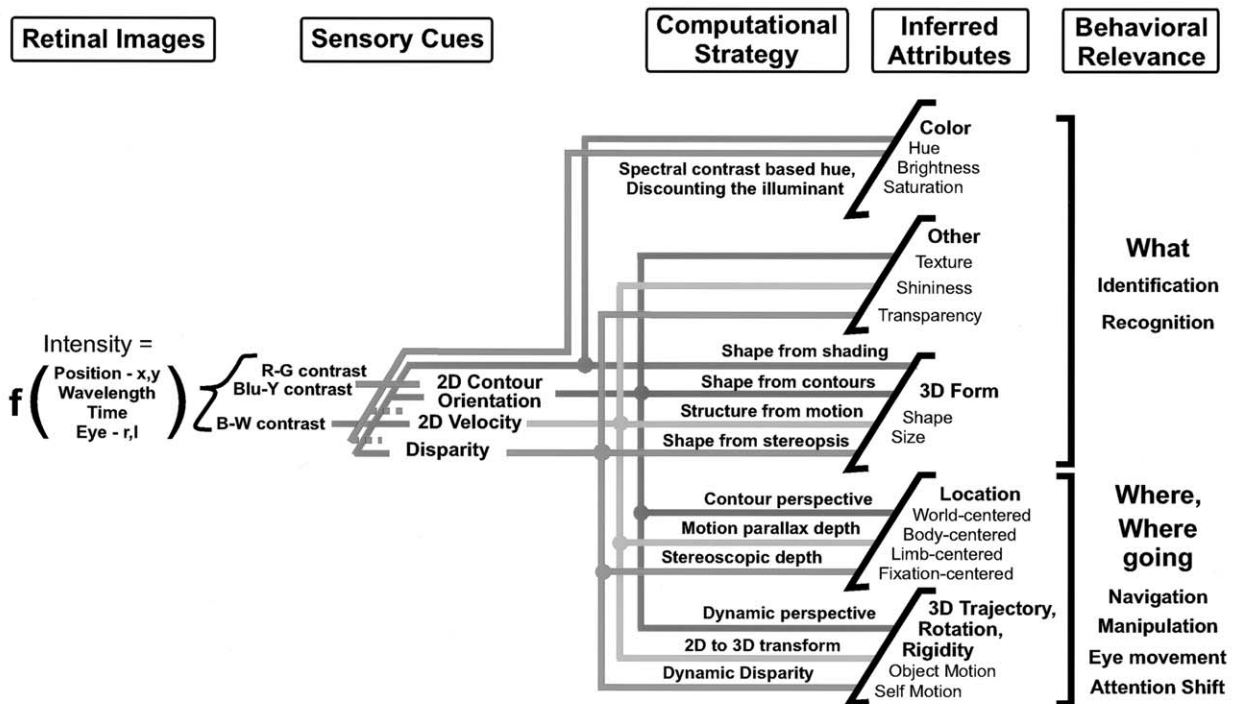 Retinal Images
Sensory Cues
Computational
Strategy
Inferred
Attributes
Behavioral
Relevance
Intensity =
f
Position - x,y
Wavelength
Time
Eye - r,l
R-G contrast
Blu-Y contrast
B-W contrast
2D Contour
Orientation
2D Velocity
Disparity
Spectral contrast based hue,
Discounting the illuminant
Shape from shading
Shape from contours
Structure from motion
Shape from stereopsis
Contour perspective
Motion parallax depth
Stereoscopic depth
Dynamic perspective
2D to 3D transform
Dynamic Disparity
Color
Hue
Brightness
Saturation
Other
Texture
Shininess
Transparency
3D Form
Shape
Size
Location
World-centered
Body-centered
Limb-centered
Fixation-centered
3D Trajectory,
Rotation,
Rigidity
Object Motion
Self Motion
What
Identification
Recognition
Where,
Where
going
Navigation
Manipulation
Eye movement
Attention Shift